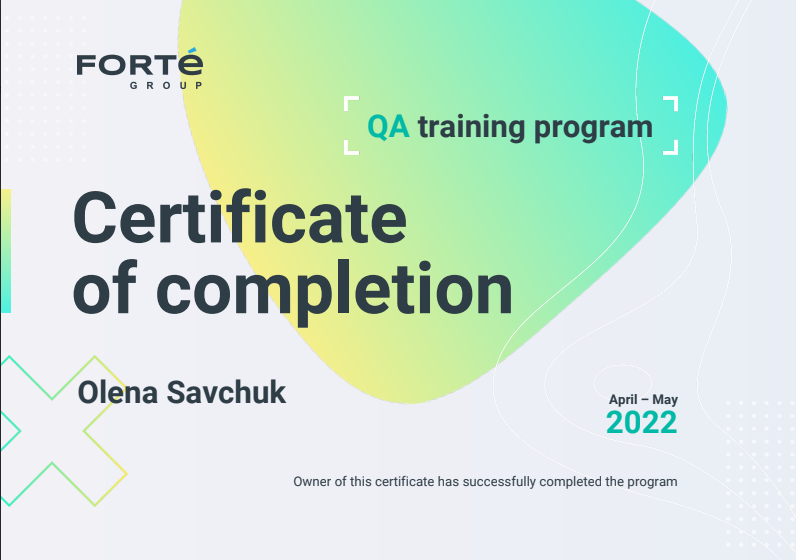 FORTé
GROUP
QA training program
Certificate
of completion
Olena Savchuk
April – May
2022
Owner of this certificate has successfully completed the program